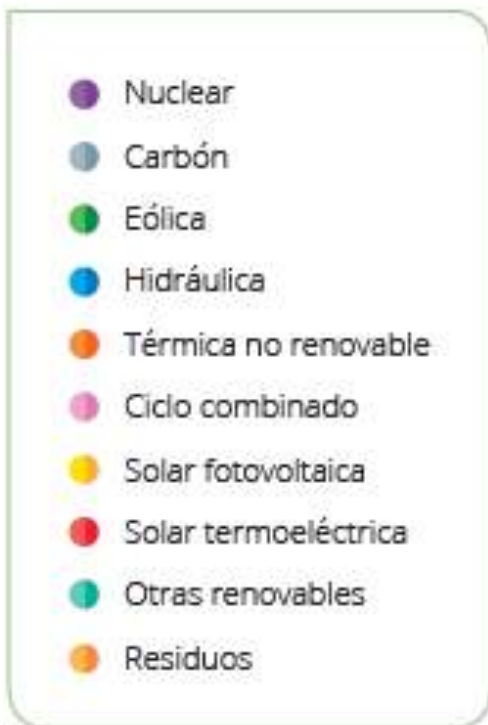 Nuclear
Carbón
Eólica
Hidráulica
Térmica no renovable
Ciclo combinado
Solar fotovoltaica
Solar termoeléctrica
Otras renovables
Residuos